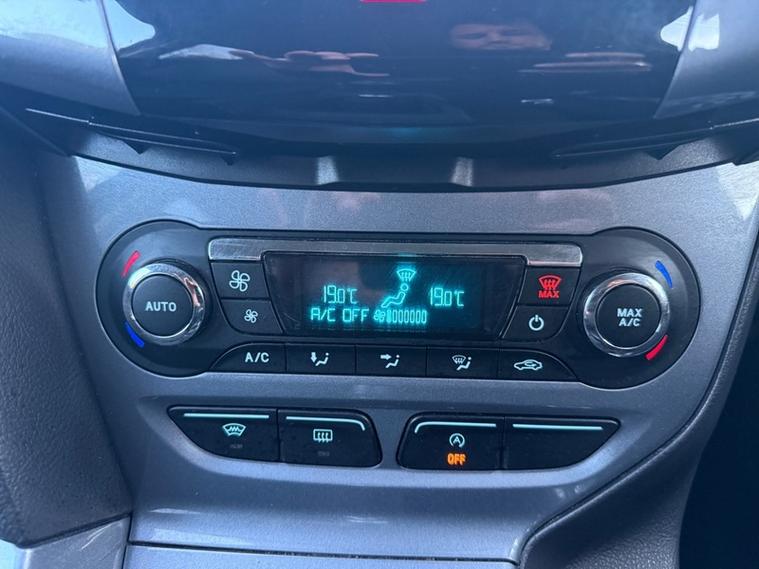 AUTO
19.0°C 19.0°C
A/C OFF
MAX
MAX
A/C
A/C
OFF